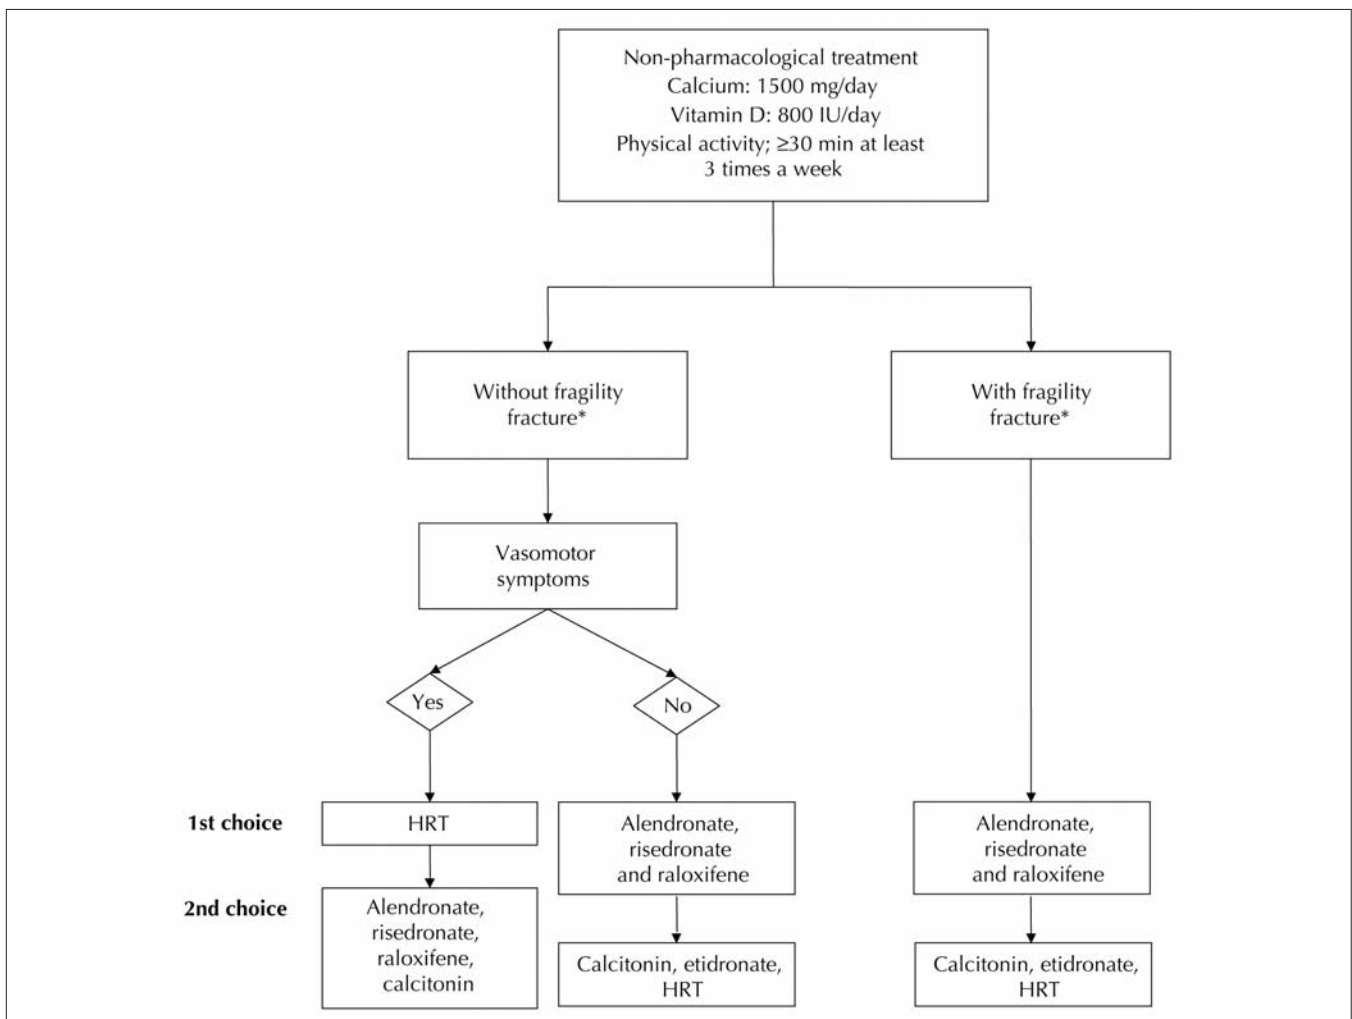 Non-pharmacological treatment
Calcium: 1500 mg/day
Vitamin D: 800 IU/day
Physical activity; ≥30 min at least
3 times a week
Without fragility
fracture*
With fragility
fracture*
Vasomotor
symptoms
Yes
No
1st choice
HRT
Alendronate,
risedronate
and raloxifene
Alendronate,
risedronate
and raloxifene
2nd choice
Alendronate,
risedronate,
raloxifene,
calcitonin
Calcitonin, etidronate,
HRT
Calcitonin, etidronate,
HRT